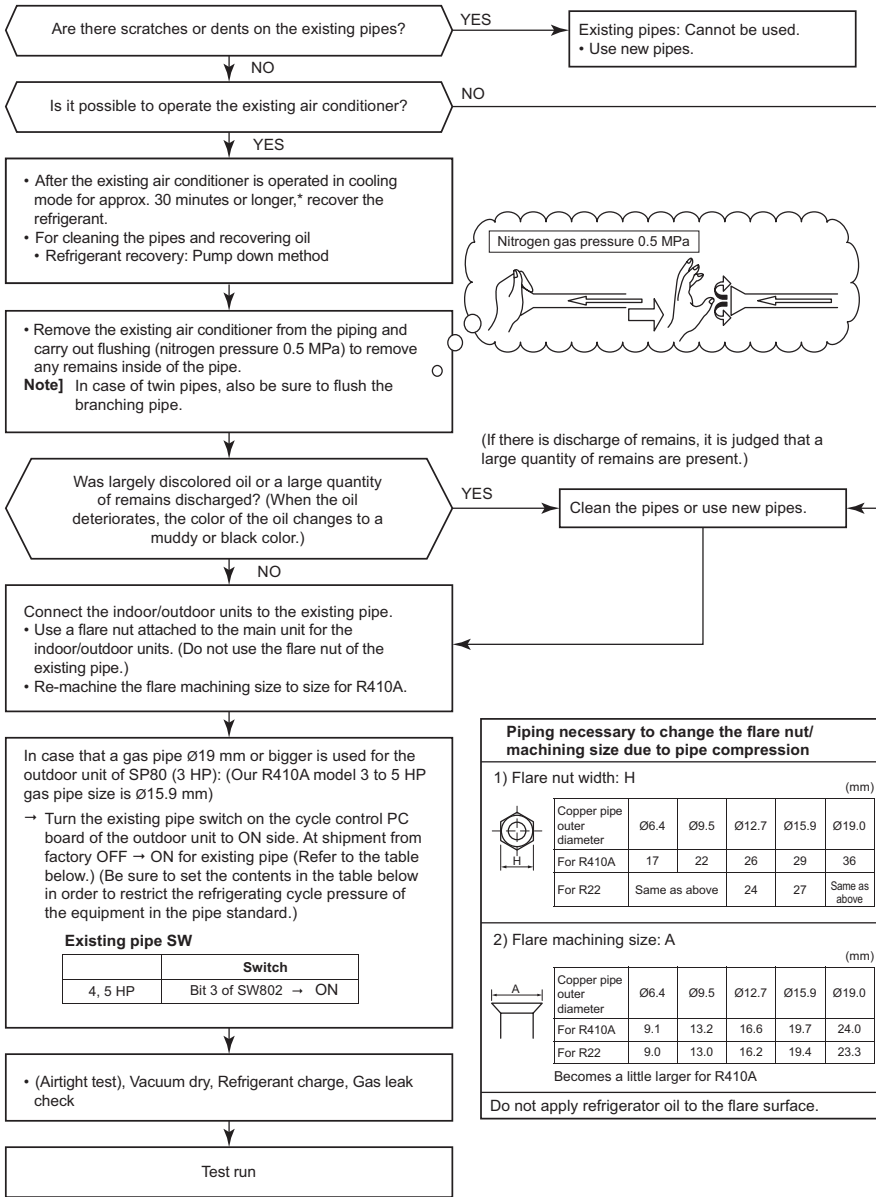 Are there scratches or dents on the existing pipes?
YES
Existing pipes: Cannot be used.
• Use new pipes.
NO
Is it possible to operate the existing air conditioner?
NO
YES
• After the existing air conditioner is operated in cooling
mode for approx. 30 minutes or longer,* recover the
refrigerant.
• For cleaning the pipes and recovering oil
• Refrigerant recovery: Pump down method
Nitrogen gas pressure 0.5 MPa
• Remove the existing air conditioner from the piping and
carry out flushing (nitrogen pressure 0.5 MPa) to remove
any remains inside of the pipe.
Note] In case of twin pipes, also be sure to flush the
branching pipe.
(If there is discharge of remains, it is judged that a
large quantity of remains are present.)
Was largely discolored oil or a large quantity
of remains discharged? (When the oil
deteriorates, the color of the oil changes to a
muddy or black color.)
YES
Clean the pipes or use new pipes.
NO
Connect the indoor/outdoor units to the existing pipe.
• Use a flare nut attached to the main unit for the
indoor/outdoor units. (Do not use the flare nut of the
existing pipe.)
• Re-machine the flare machining size to size for R410A.
In case that a gas pipe Ø19 mm or bigger is used for the
outdoor unit of SP80 (3 HP): (Our R410A model 3 to 5 HP
gas pipe size is Ø15.9 mm)
→ Turn the existing pipe switch on the cycle control PC
board of the outdoor unit to ON side. At shipment from
factory OFF → ON for existing pipe (Refer to the table
below.) (Be sure to set the contents in the table below
in order to restrict the refrigerating cycle pressure of
the equipment in the pipe standard.)
Existing pipe SW
Switch
4, 5 HP Bit 3 of SW802 → ON
Piping necessary to change the flare nut/
machining size due to pipe compression
1) Flare nut width: H
(mm)
H
Copper pipe
outer
diameter
Ø6.4 Ø9.5 Ø12.7 Ø15.9 Ø19.0
For R410A 17 22 26 29 36
For R22 Same as above 24 27 Same as
above
2) Flare machining size: A
(mm)
A
Copper pipe
outer
diameter
Ø6.4 Ø9.5 Ø12.7 Ø15.9 Ø19.0
For R410A 9.1 13.2 16.6 19.7 24.0
For R22 9.0 13.0 16.2 19.4 23.3
Becomes a little larger for R410A
Do not apply refrigerator oil to the flare surface.
• (Airtight test), Vacuum dry, Refrigerant charge, Gas leak
check
Test run